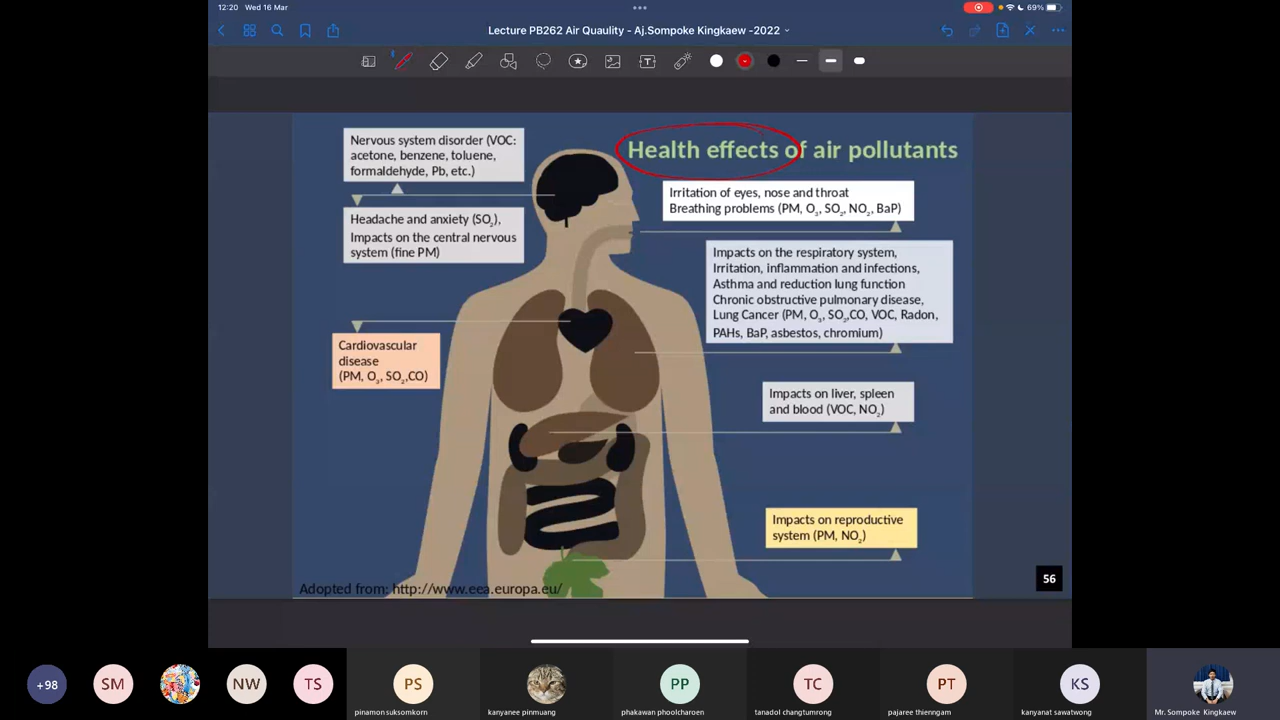 12:20 Wed 16 Mar
69%
Lecture PB262 Air Quaulity - Aj.Sompoke Kingkaew -2022
Health effects of air pollutants
Nervous system disorder (VOC:
acetone, benzene, toluene,
formaldehyde, Pb, etc.)
Headache and anxiety (SO₂),
Impacts on the central nervous
system (fine PM)
Cardiovascular
disease
(PM, O₃, SO₂,CO)
Irritation of eyes, nose and throat
Breathing problems (PM, O₃, SO₂, NO₂, BaP)
Impacts on the respiratory system,
Irritation, inflammation and infections,
Asthma and reduction lung function
Chronic obstructive pulmonary disease,
Lung Cancer (PM, O₃, SO₂,CO, VOC, Radon,
PAHs, BaP, asbestos, chromium)
Impacts on liver, spleen
and blood (VOC, NO₂)
Impacts on reproductive
system (PM, NO₂)
Adopted from: http://www.eea.europa.eu/
56
+98
SM
NW
TS
PS
PP
TC
PT
KS
pinamon suksomkorn
kanyanee pinmuang
phakawan phoolcharoen
tanadol changtumrong
pajaree thienngam
kanyanat sawatwong
Mr. Sompoke Kingkaew